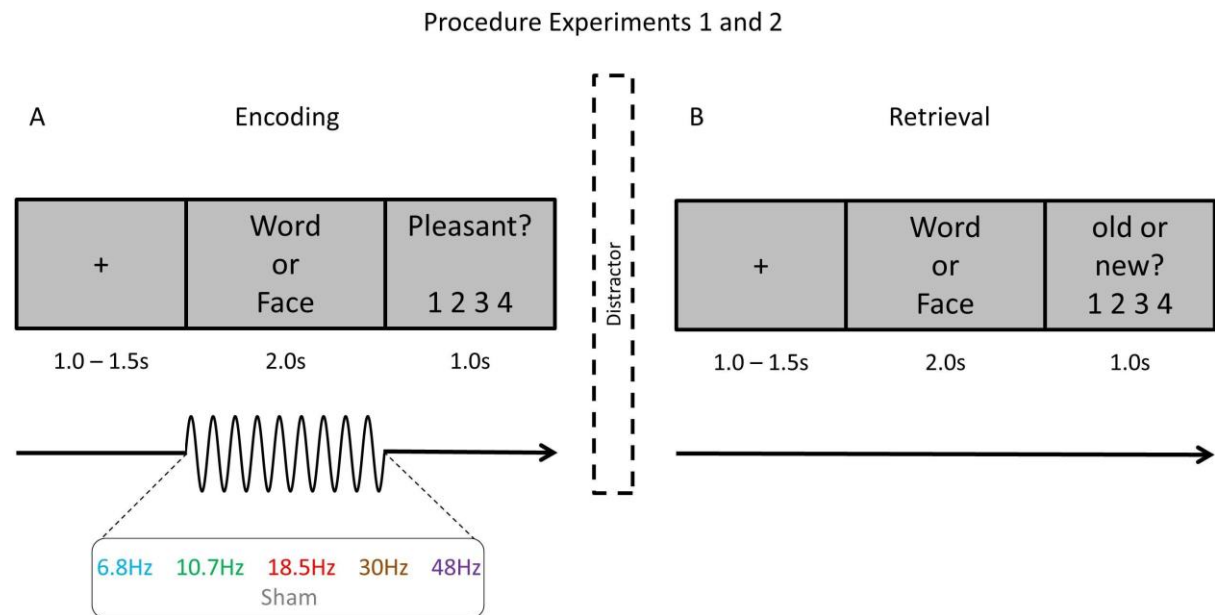 Procedure Experiments 1 and 2
A
Encoding
+
Word
or
Face
Pleasant?
1 2 3 4
1.0 – 1.5s
2.0s
1.0s
6.8Hz 10.7Hz 18.5Hz 30Hz 48Hz
Sham
Distractor
B
Retrieval
+
Word
or
Face
old or
new?
1 2 3 4
1.0 – 1.5s
2.0s
1.0s